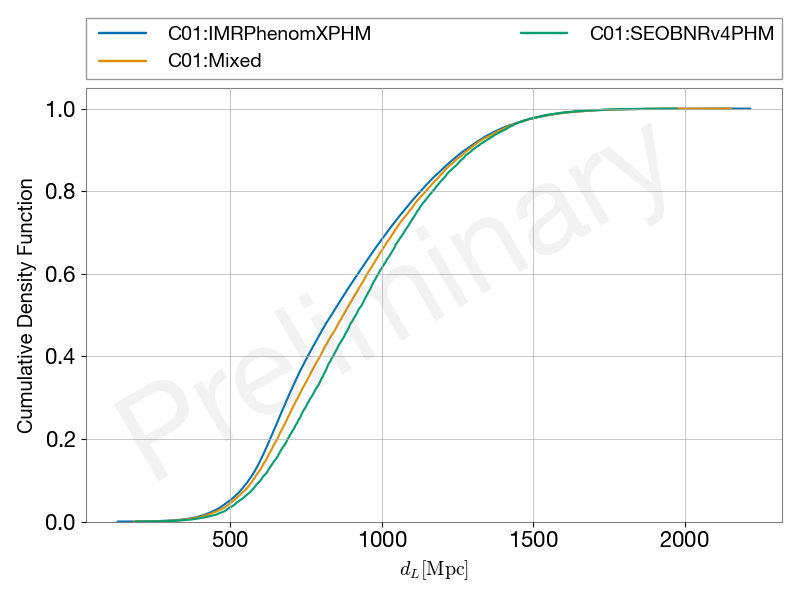 C01:IMRPhenomXPHM
C01:Mixed
C01:SEOBNRv4PHM
Cumulative Density Function
1.0
0.8
0.6
0.4
0.2
0.0
Preliminary
500
1000
1500
2000
d_L[Mpc]